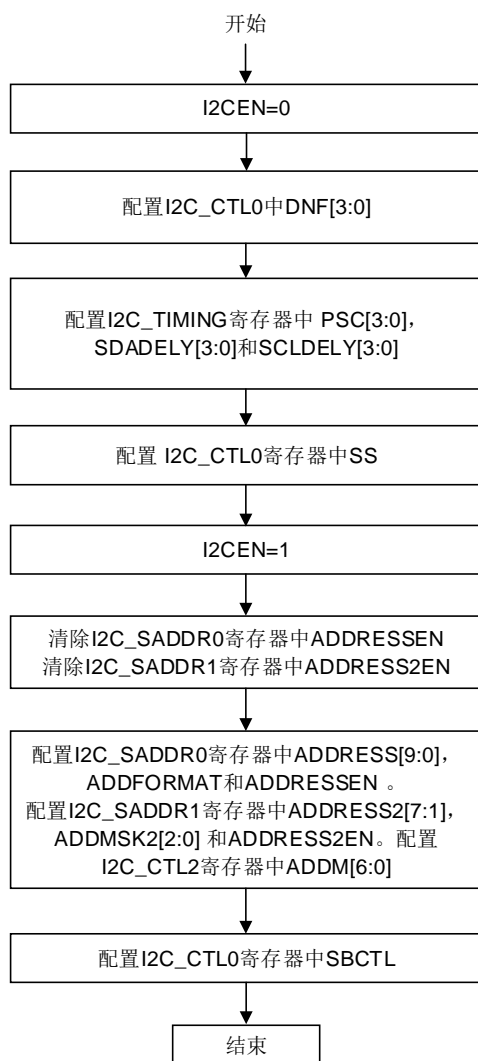 开始
I2CEN=0
配置I2C_CTL0中DNF[3:0]
配置I2C_TIMING寄存器中 PSC[3:0]，
SDADELY[3:0]和SCLDELY[3:0]
配置 I2C_CTL0寄存器中SS
I2CEN=1
清除I2C_SADDR0寄存器中ADDRESSEN
清除I2C_SADDR1寄存器中ADDRESS2EN
配置I2C_SADDR0寄存器中ADDRESS[9:0]，
ADDFORMAT和ADDRESSEN 。
配置I2C_SADDR1寄存器中ADDRESS2[7:1]，
ADDMSK2[2:0] 和ADDRESS2EN。配置
I2C_CTL2寄存器中ADDM[6:0]
配置I2C_CTL0寄存器中SBCTL
结束